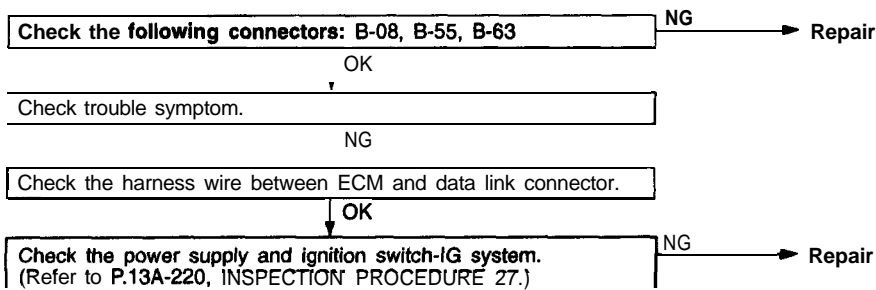 Check the following connectors: B-08, B-55, B-63
NG
Repair
OK
Check trouble symptom.
NG
Check the harness wire between ECM and data link connector.
OK
Check the power supply and ignition switch-IG system.
(Refer to P.13A-220, INSPECTION PROCEDURE 27.)
NG
Repair